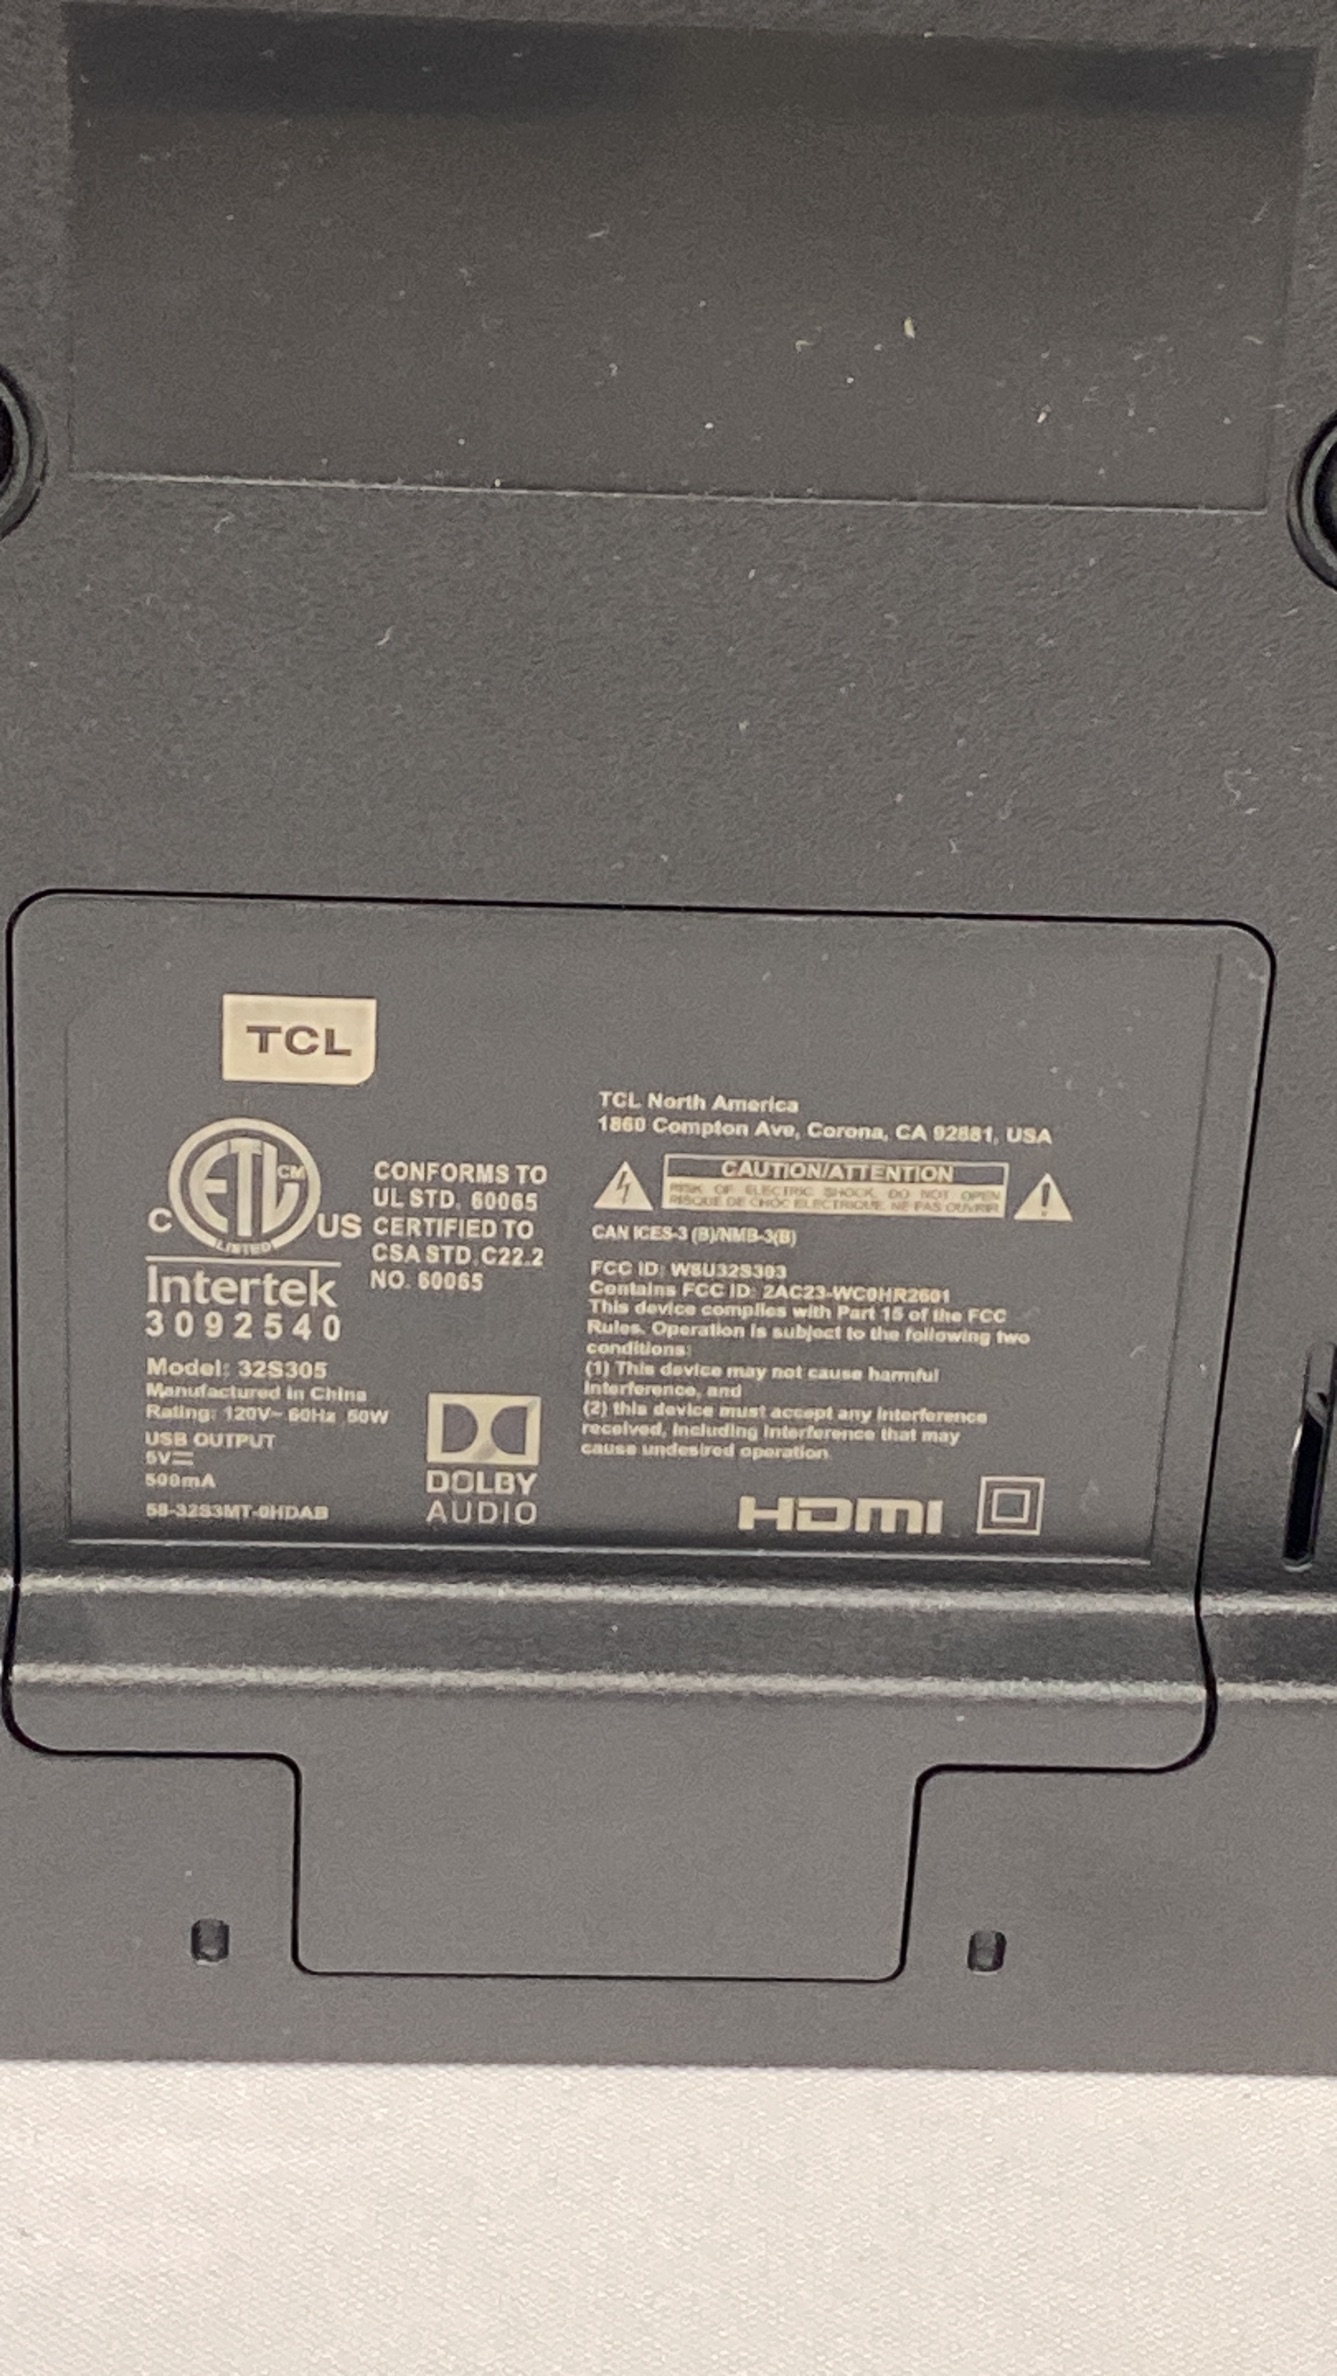 TCL
TCL North America
1860 Compton Ave, Corona, CA 92881, USA
CAUTION/ATTENTION
RISK OF ELECTRIC SHOCK DO NOT OPEN
RISQUE DE CHOC ELECTRIQUE NE PAS OUVRIR
CAN ICES-3 (B)/NMB-3(B)
FCC ID: W8U32S303
Contains FCC ID: 2AC23-WC0HR2601
This device complies with Part 15 of the FCC
Rules. Operation is subject to the following two
conditions:
(1) This device may not cause harmful
interference, and
(2) this device must accept any interference
received, including interference that may
cause undesired operation.
ETL CM
C US
LISTED
Intertek
3092540
CONFORMS TO
UL STD. 60065
CERTIFIED TO
CSA STD. C22.2
NO. 60065
Model: 32S305
Manufactured in China
Rating: 120V~ 60Hz 50W
USB OUTPUT
5V
500mA
58-32S3MT-0HDAB
DOLBY
AUDIO
HDMI